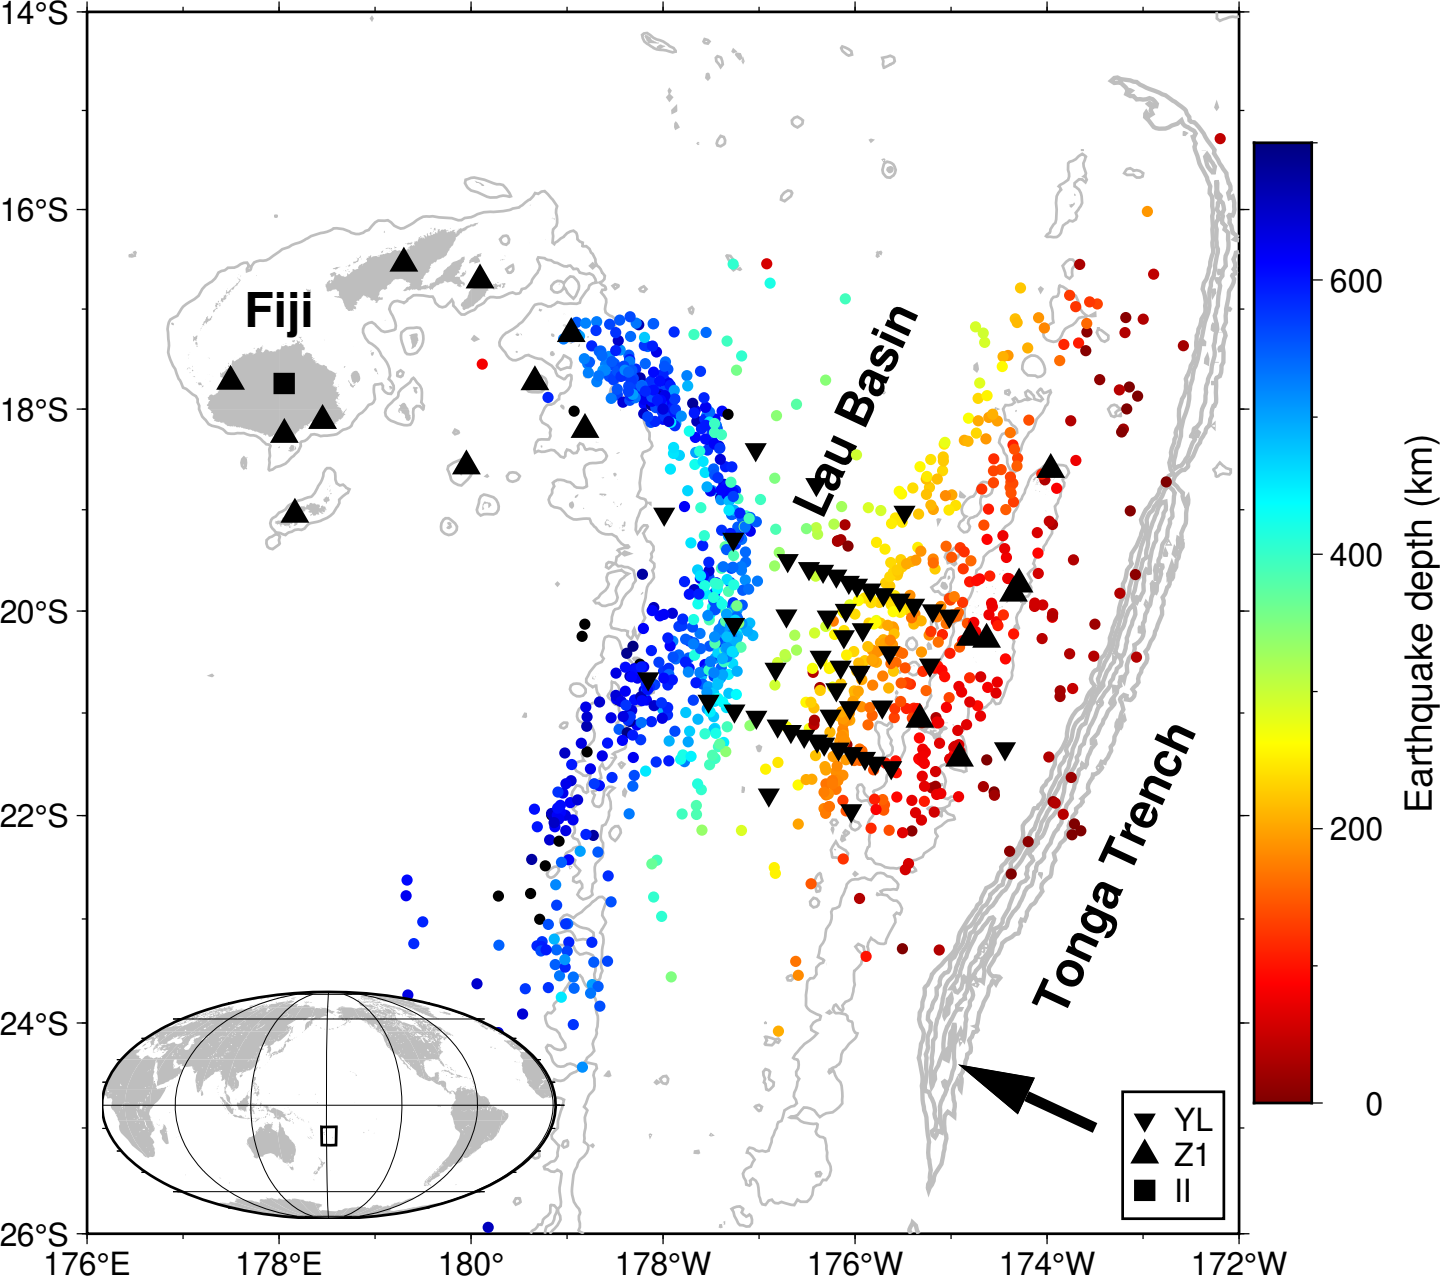 14°S
16°S
18°S
20°S
22°S
24°S
26°S
176°E
178°E
180°
178°W
176°W
174°W
172°W
Fiji
Lau Basin
Tonga Trench
YL
Z1
II
600
400
200
0
Earthquake depth (km)